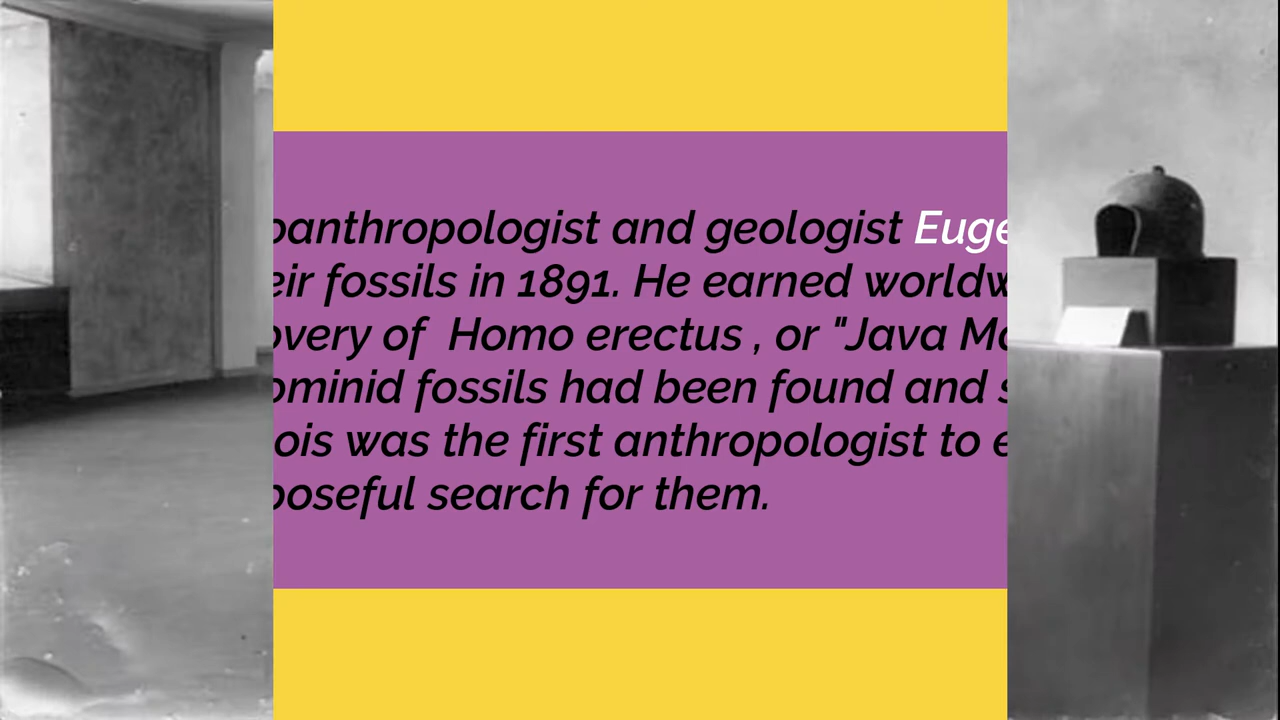 oanthropologist and geologist Euge
eir fossils in 1891. He earned worldw
overy of Homo erectus , or "Java Ma
ominid fossils had been found and s
ois was the first anthropologist to e
poseful search for them.